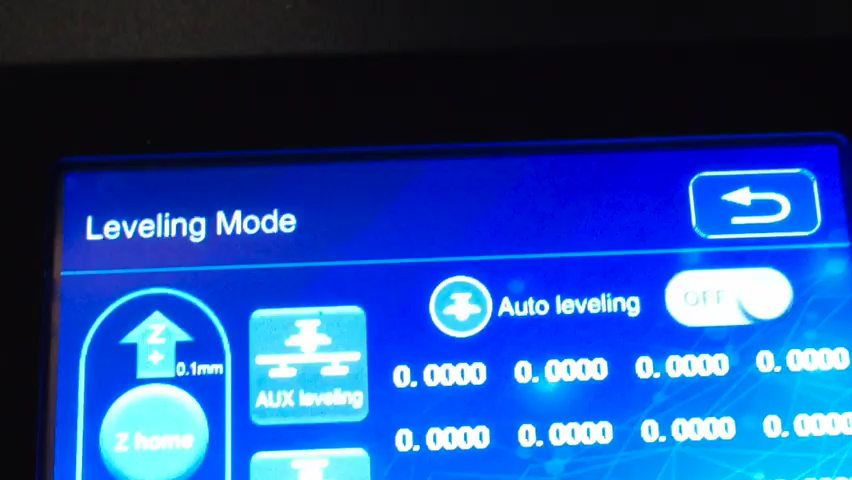 Leveling Mode
Auto leveling OFF
Z
+
0.1mm
AUX leveling
Z home
0.0000 0.0000 0.0000 0.0000
0.0000 0.0000 0.0000 0.0000